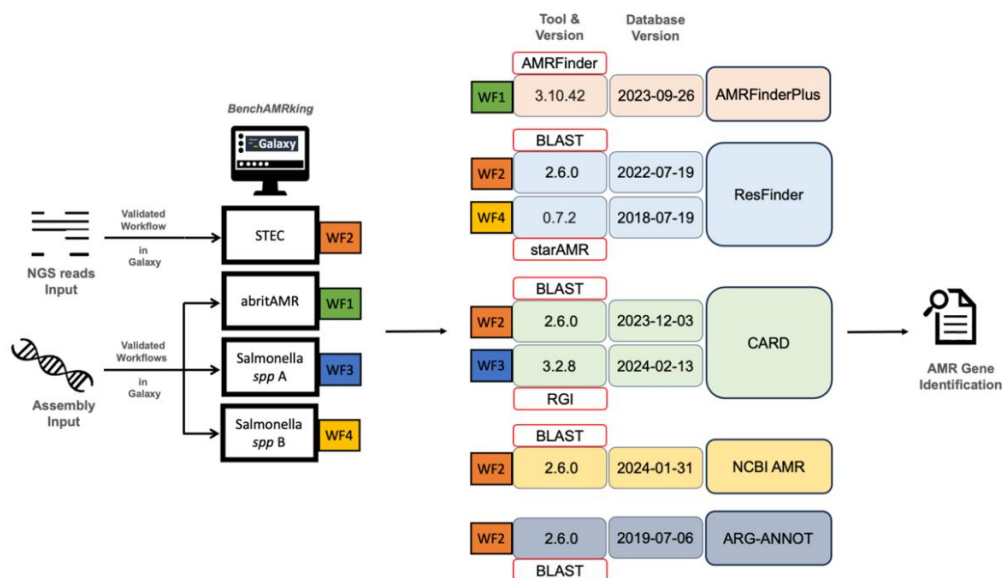 Tool &
Version
Database
Version
AMRFinder
WF1
3.10.42
2023-09-26
AMRFinderPlus
BenchAMRking
Galaxy
BLAST
WF2
2.6.0
2022-07-19
ResFinder
WF4
0.7.2
2018-07-19
starAMR
NGS reads
Input
Validated
Workflow
in
Galaxy
STEC
WF2
abritAMR
WF1
Assembly
Input
Validated
Workflows
in
Galaxy
Salmonella
spp A
WF3
Salmonella
spp B
WF4
BLAST
WF2
2.6.0
2023-12-03
CARD
WF3
3.2.8
2024-02-13
RGI
AMR Gene
Identification
BLAST
WF2
2.6.0
2024-01-31
NCBI AMR
WF2
2.6.0
2019-07-06
ARG-ANNOT
BLAST